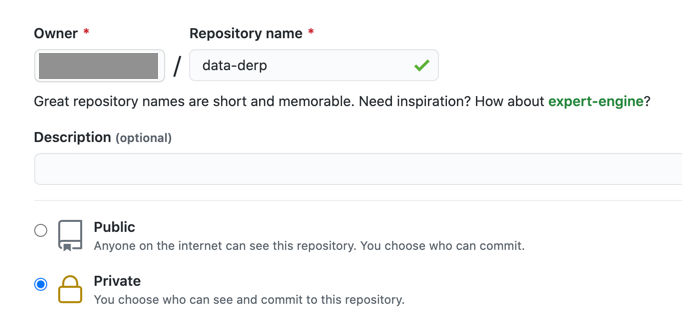 Owner * Repository name *
/ data-derp
Great repository names are short and memorable. Need inspiration? How about expert-engine?
Description (optional)
Public
Anyone on the internet can see this repository. You choose who can commit.
Private
You choose who can see and commit to this repository.